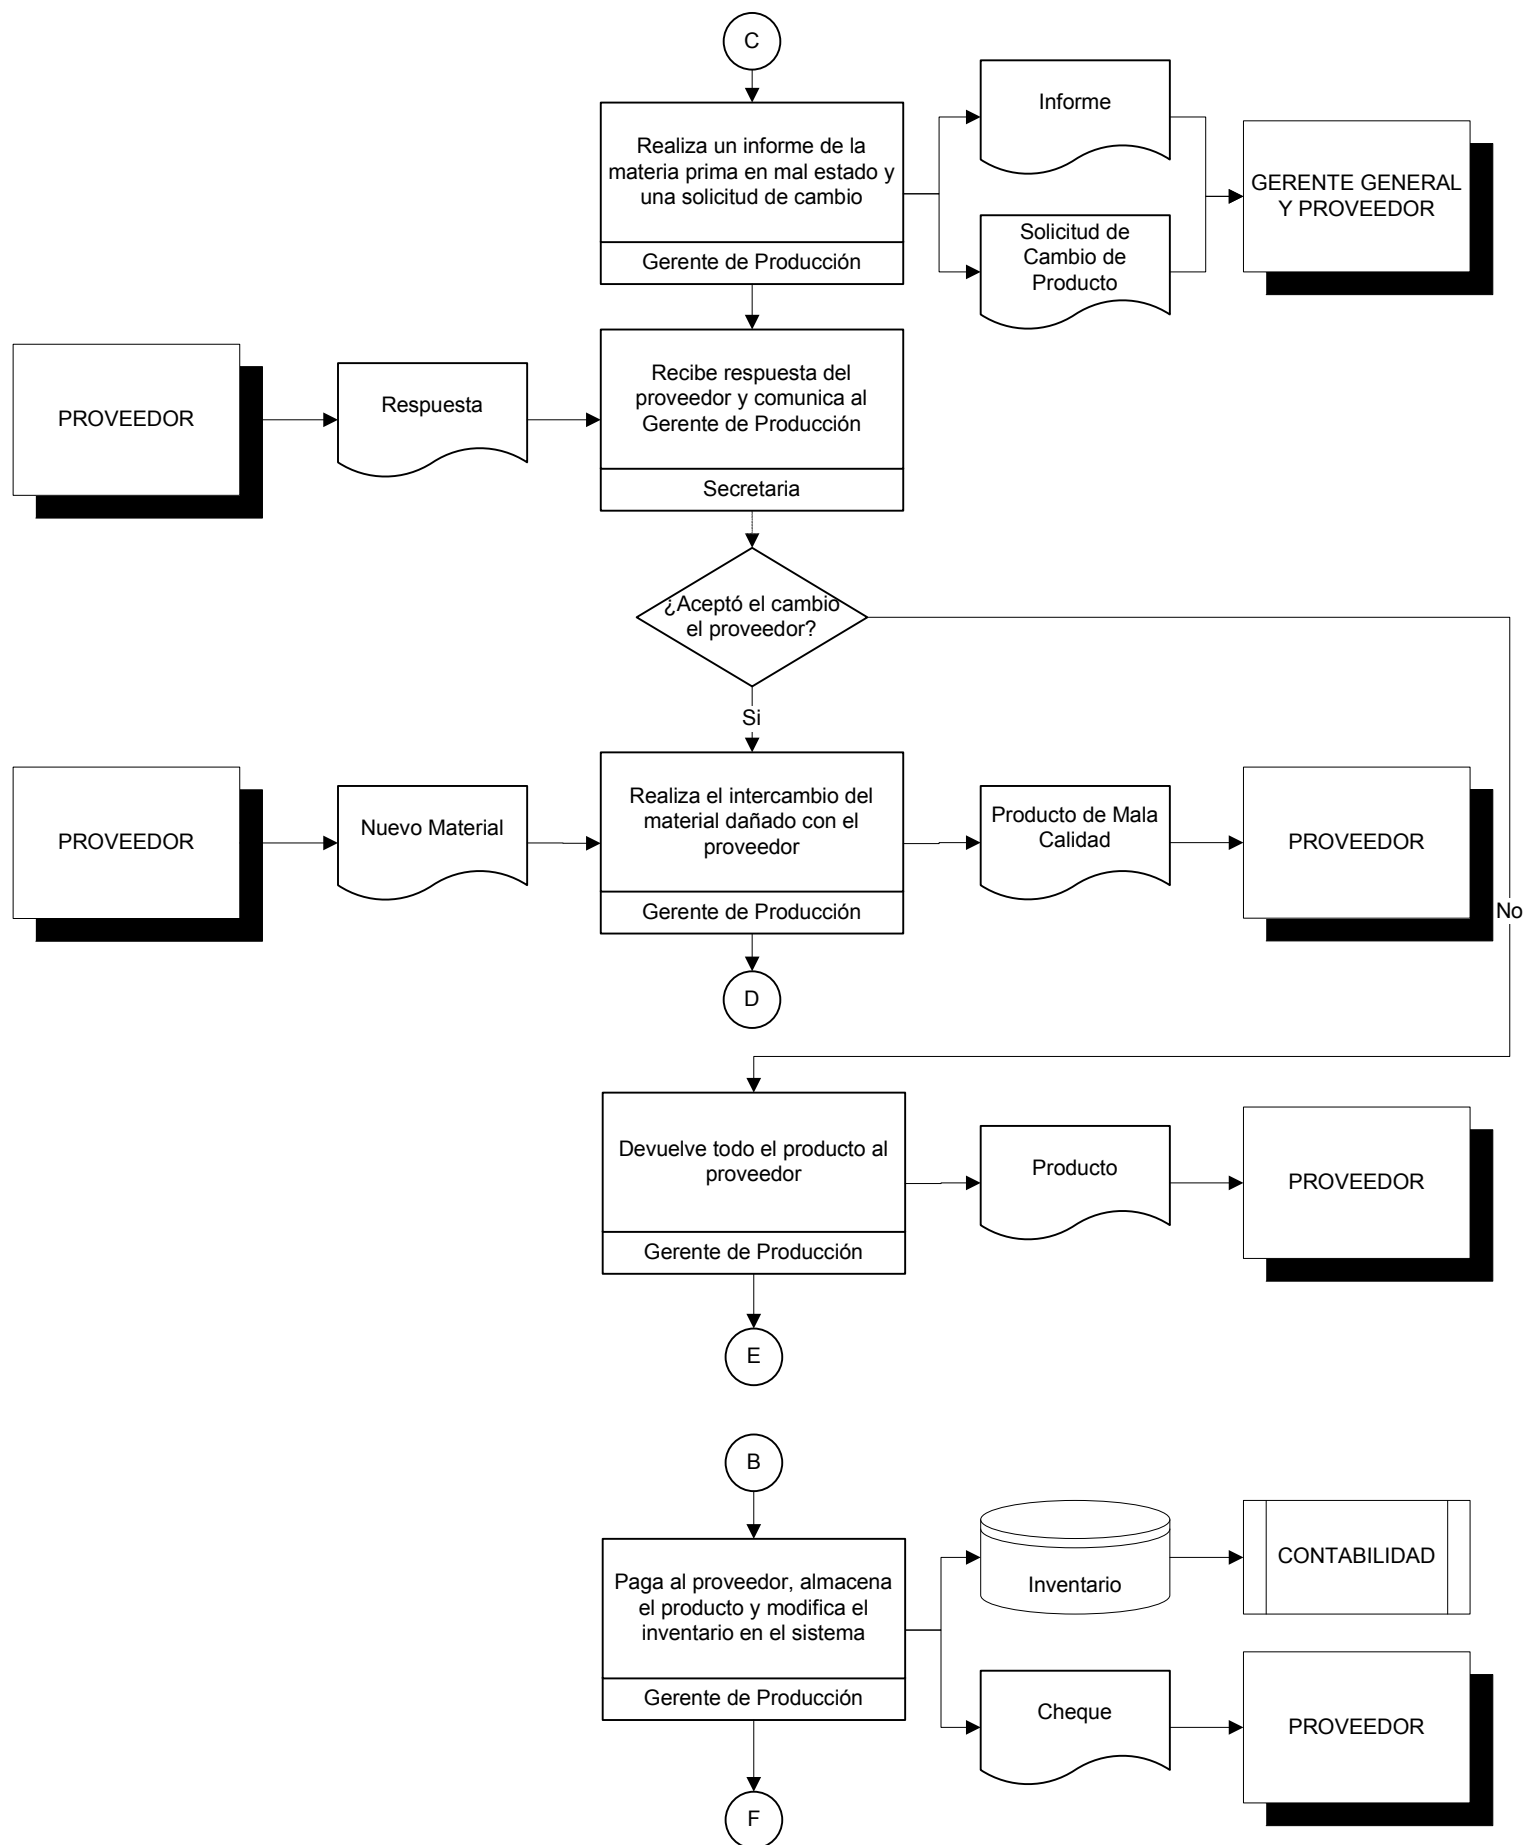 C
Realiza un informe de la
materia prima en mal estado y
una solicitud de cambio
Gerente de Producción
Informe
Solicitud de
Cambio de
Producto
GERENTE GENERAL
Y PROVEEDOR
PROVEEDOR
Respuesta
Recibe respuesta del
proveedor y comunica al
Gerente de Producción
Secretaria
¿Aceptó el cambio
el proveedor?
Si
No
PROVEEDOR
Nuevo Material
Realiza el intercambio del
material dañado con el
proveedor
Gerente de Producción
Producto de Mala
Calidad
PROVEEDOR
D
Devuelve todo el producto al
proveedor
Gerente de Producción
Producto
PROVEEDOR
E
B
Paga al proveedor, almacena
el producto y modifica el
inventario en el sistema
Gerente de Producción
Inventario
CONTABILIDAD
Cheque
PROVEEDOR
F